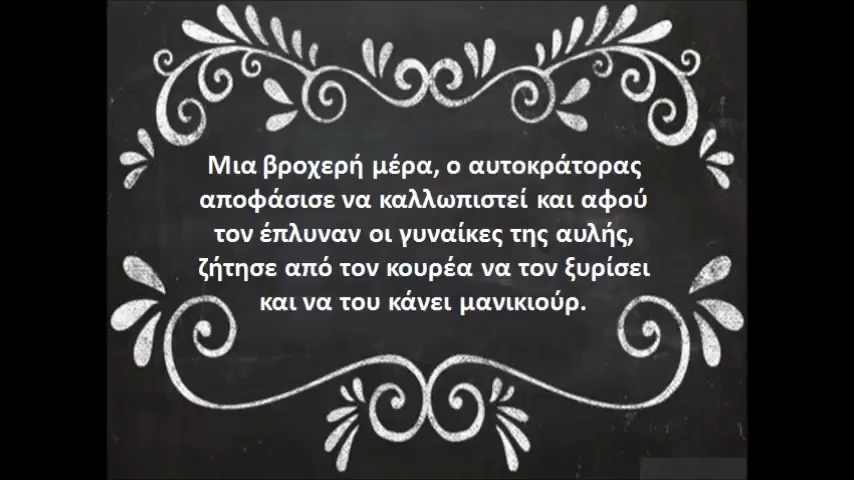 Μια βροχερή μέρα, ο αυτοκράτορας
αποφάσισε να καλλωπιστεί και αφού
τον έπλυναν οι γυναίκες της αυλής,
ζήτησε από τον κουρέα να τον ξυρίσει
και να του κάνει μανικιούρ.